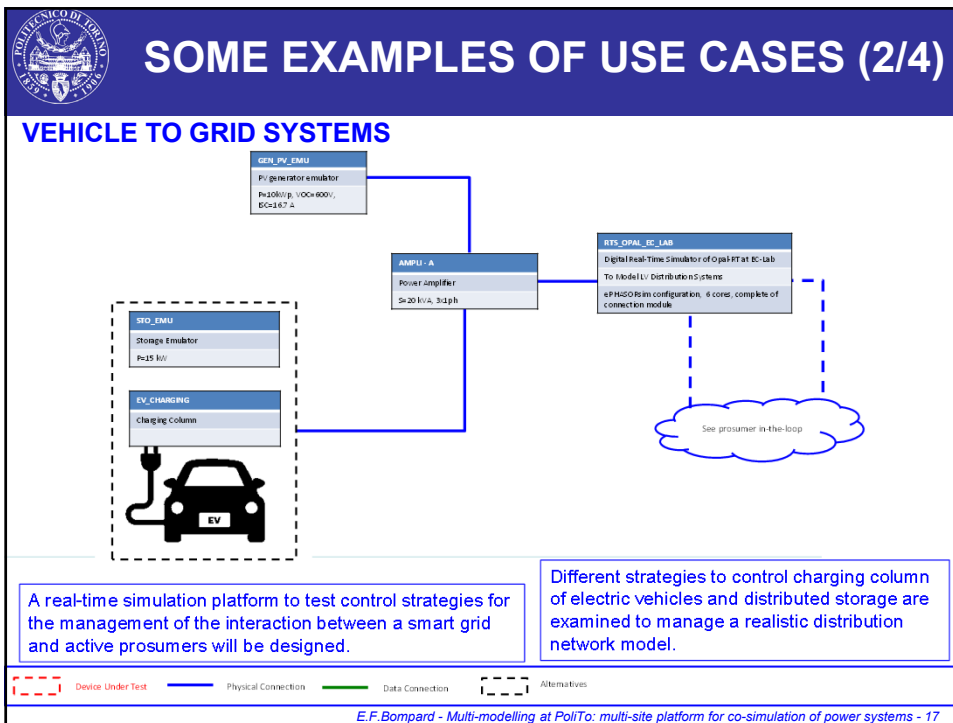 POLITECNICO DI TORINO
1859
1906
SOME EXAMPLES OF USE CASES (2/4)
VEHICLE TO GRID SYSTEMS
GEN_PV_EMU
PV generator emulator
P=10kWp, VOC=600V,
ISC=16.7 A
AMPLI - A
Power Amplifier
S=20 kVA, 3x1ph
RTS_OPAL_EC_LAB
Digital Real-Time Simulator of Opal-RT at EC-Lab
To Model LV Distribution Systems
ePHASORsim configuration, 6 cores, complete of
connection module
STO_EMU
Storage Emulator
P=15 kW
EV_CHARGING
Charging Column
EV
See prosumer in-the-loop
A real-time simulation platform to test control strategies for
the management of the interaction between a smart grid
and active prosumers will be designed.
Different strategies to control charging column
of electric vehicles and distributed storage are
examined to manage a realistic distribution
network model.
Device Under Test
Physical Connection
Data Connection
Alternatives
E.F.Bompard - Multi-modelling at PoliTo: multi-site platform for co-simulation of power systems - 17